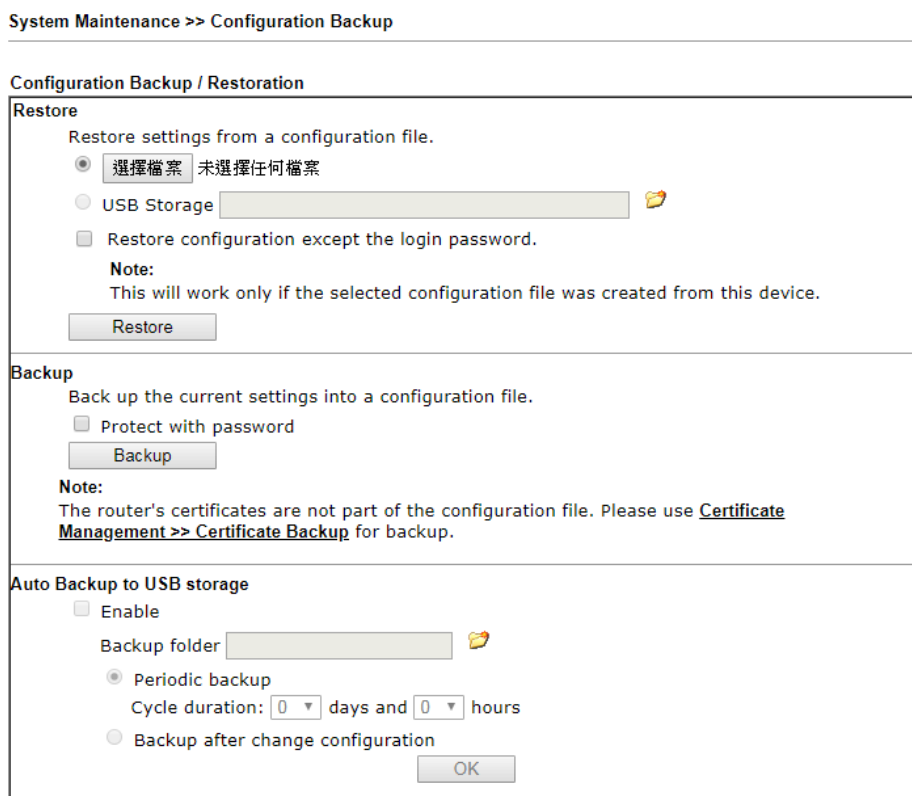 System Maintenance >> Configuration Backup
Configuration Backup / Restoration
Restore
Restore settings from a configuration file.
選擇檔案 未選擇任何檔案
USB Storage
Restore configuration except the login password.
Note:
This will work only if the selected configuration file was created from this device.
Restore
Backup
Back up the current settings into a configuration file.
Protect with password
Backup
Note:
The router's certificates are not part of the configuration file. Please use Certificate
Management >> Certificate Backup for backup.
Auto Backup to USB storage
Enable
Backup folder
Periodic backup
Cycle duration: 0 days and 0 hours
Backup after change configuration
OK